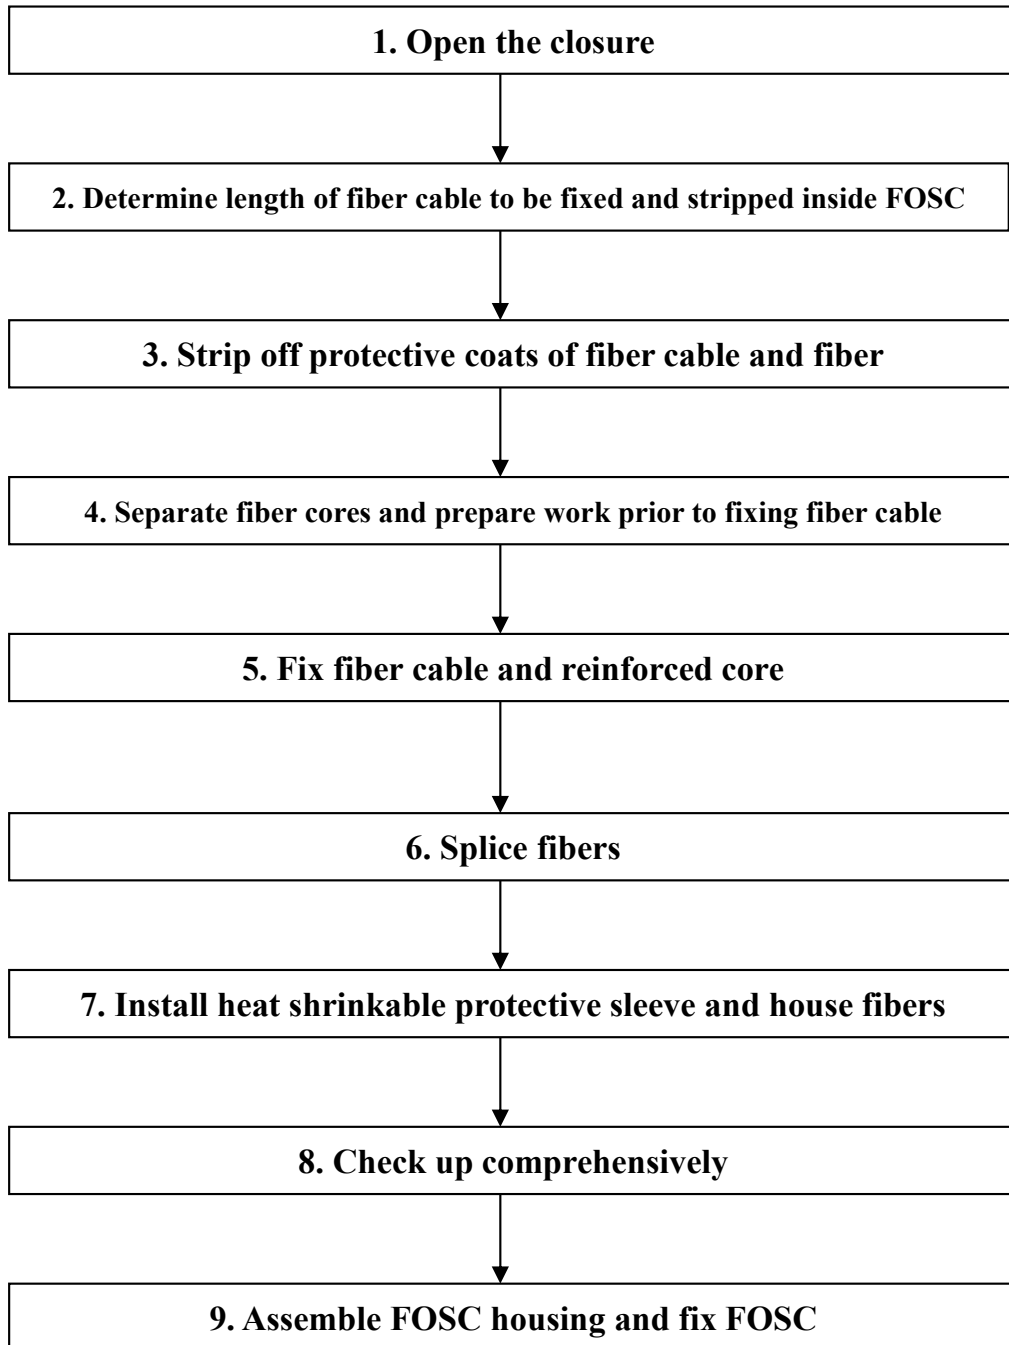 1. Open the closure
2. Determine length of fiber cable to be fixed and stripped inside FOSC
3. Strip off protective coats of fiber cable and fiber
4. Separate fiber cores and prepare work prior to fixing fiber cable
5. Fix fiber cable and reinforced core
6. Splice fibers
7. Install heat shrinkable protective sleeve and house fibers
8. Check up comprehensively
9. Assemble FOSC housing and fix FOSC